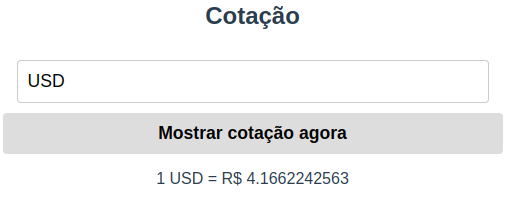 Cotação
USD
Mostrar cotação agora
1 USD = R$ 4.1662242563